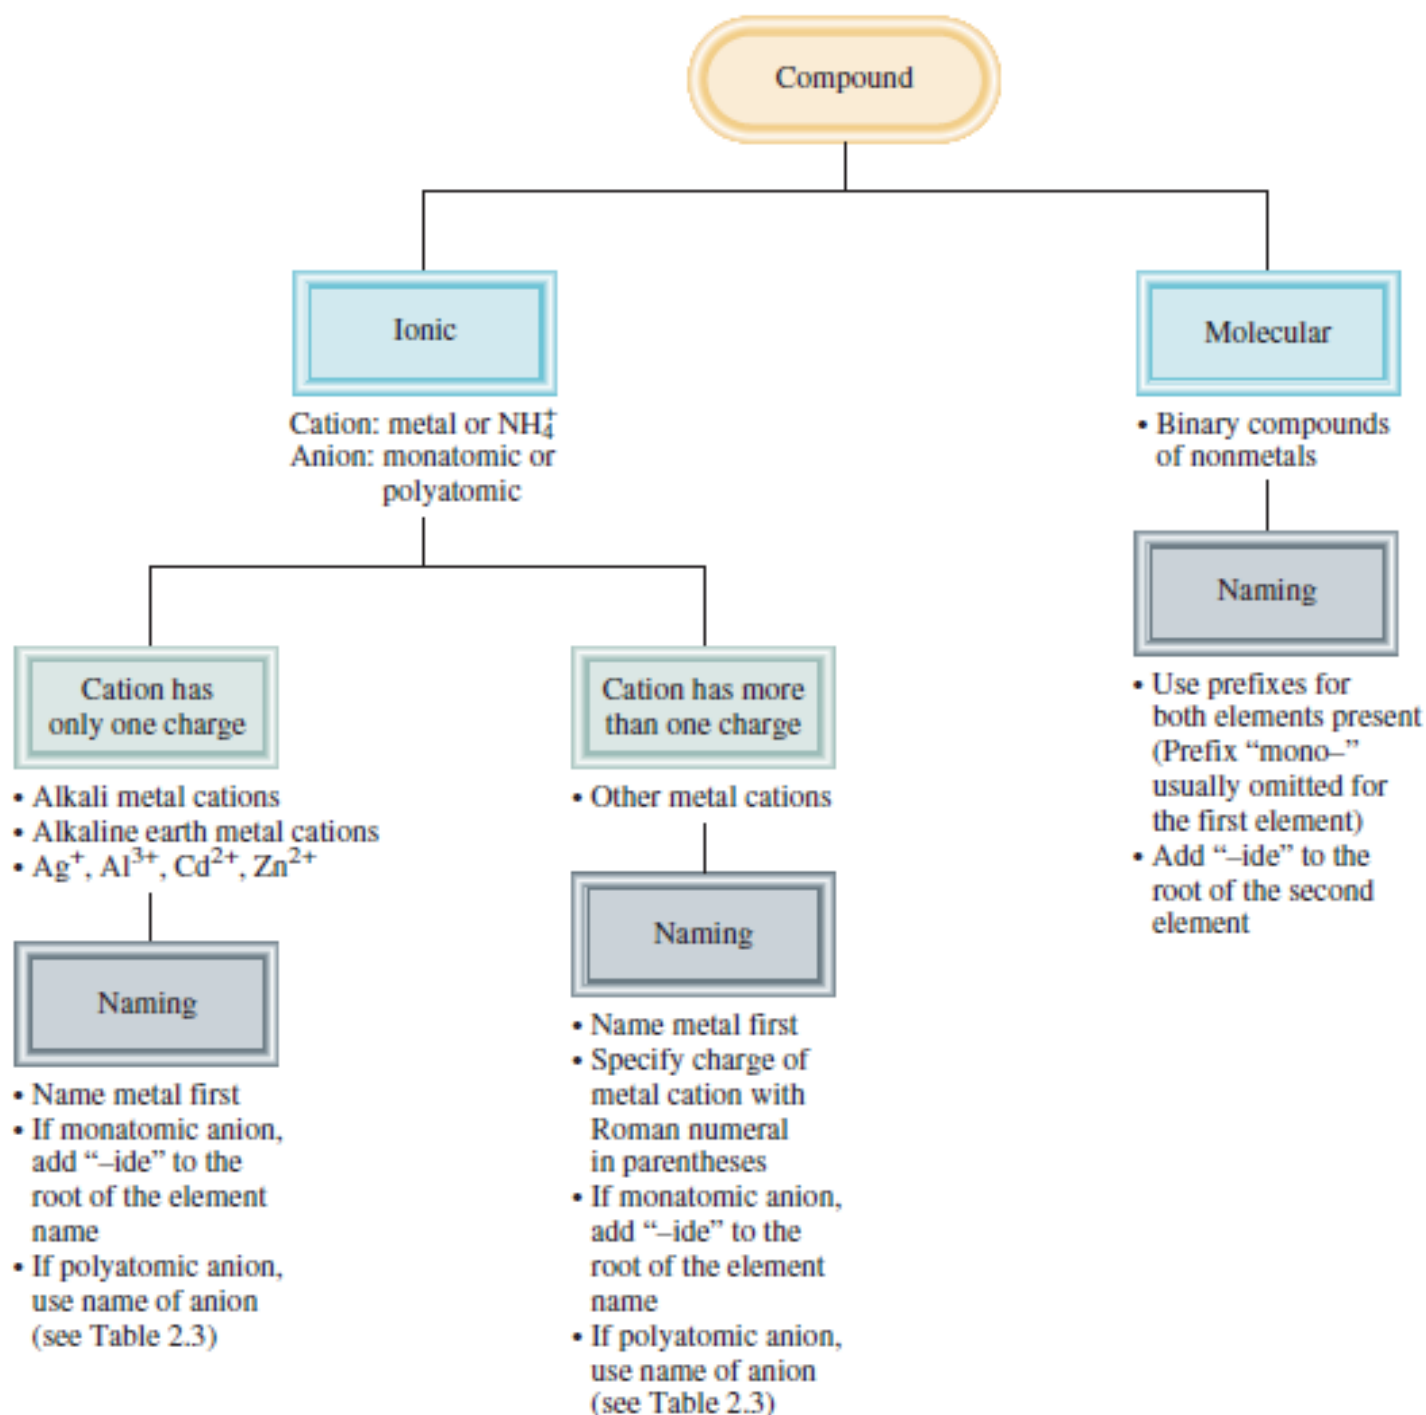 Compound
Ionic
Cation: metal or NH₄⁺
Anion: monatomic or
polyatomic
Cation has
only one charge
• Alkali metal cations
• Alkaline earth metal cations
• Ag⁺, Al³⁺, Cd²⁺, Zn²⁺
Naming
• Name metal first
• If monatomic anion,
add “–ide” to the
root of the element
name
• If polyatomic anion,
use name of anion
(see Table 2.3)
Cation has more
than one charge
• Other metal cations
Naming
• Name metal first
• Specify charge of
metal cation with
Roman numeral
in parentheses
• If monatomic anion,
add “–ide” to the
root of the element
name
• If polyatomic anion,
use name of anion
(see Table 2.3)
Molecular
• Binary compounds
of nonmetals
Naming
• Use prefixes for
both elements present
(Prefix “mono–”
usually omitted for
the first element)
• Add “–ide” to the
root of the second
element